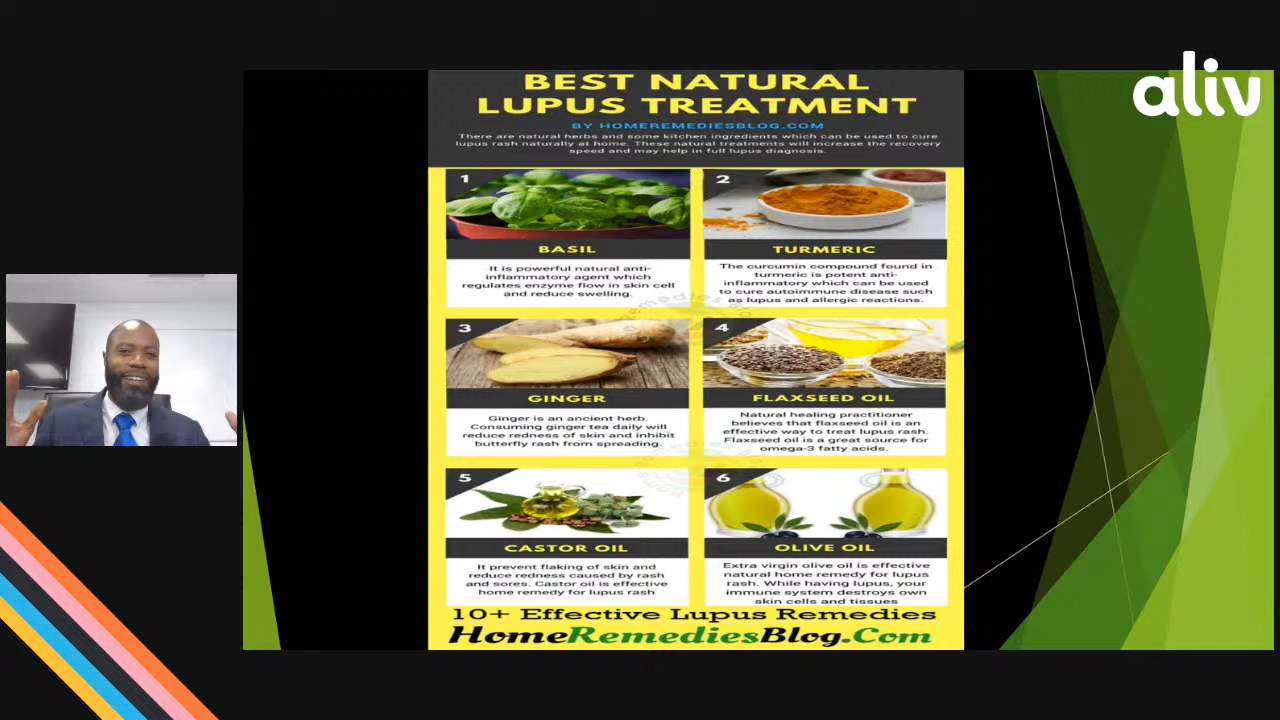 aliv
BEST NATURAL
LUPUS TREATMENT
BY HOMEREMEDIESBLOG.COM
There are natural herbs and some kitchen ingredients which can be used to cure
lupus rash naturally at home. These natural treatments will increase the recovery
speed and may help in full lupus diagnosis.
1
BASIL
It is powerful natural anti-
inflammatory agent which
regulates enzyme flow in skin cell
and reduce swelling.
2
TURMERIC
The curcumin compound found in
turmeric is potent anti-
inflammatory which can be used
to cure autoimmune disease such
as lupus and allergic reactions.
3
GINGER
Ginger is an ancient herb.
Consuming ginger tea daily will
reduce redness of skin and inhibit
butterfly rash from spreading.
4
FLAXSEED OIL
Natural healing practitioner
believes that flaxseed oil is an
effective way to treat lupus rash.
Flaxseed oil is a great source for
omega-3 fatty acids.
5
CASTOR OIL
It prevent flaking of skin and
reduce redness caused by rash
and sores. Castor oil is effective
home remedy for lupus rash
6
OLIVE OIL
Extra virgin olive oil is effective
natural home remedy for lupus
rash. While having lupus, your
immune system destroys own
skin cells and tissues
10+ Effective Lupus Remedies
HomeRemediesBlog.Com